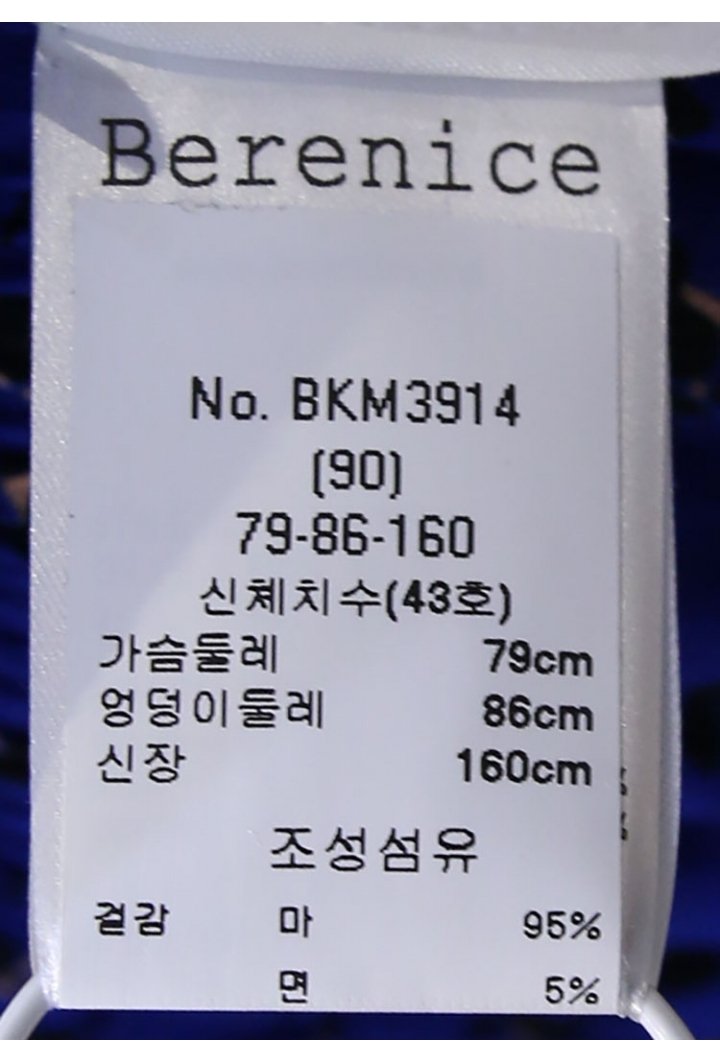 Berenice
No. BKM3914
(90)
79-86-160
신체치수(43호)
가슴둘레 79cm
엉덩이둘레 86cm
신장 160cm
조성섬유
겉감 마 95%
면 5%